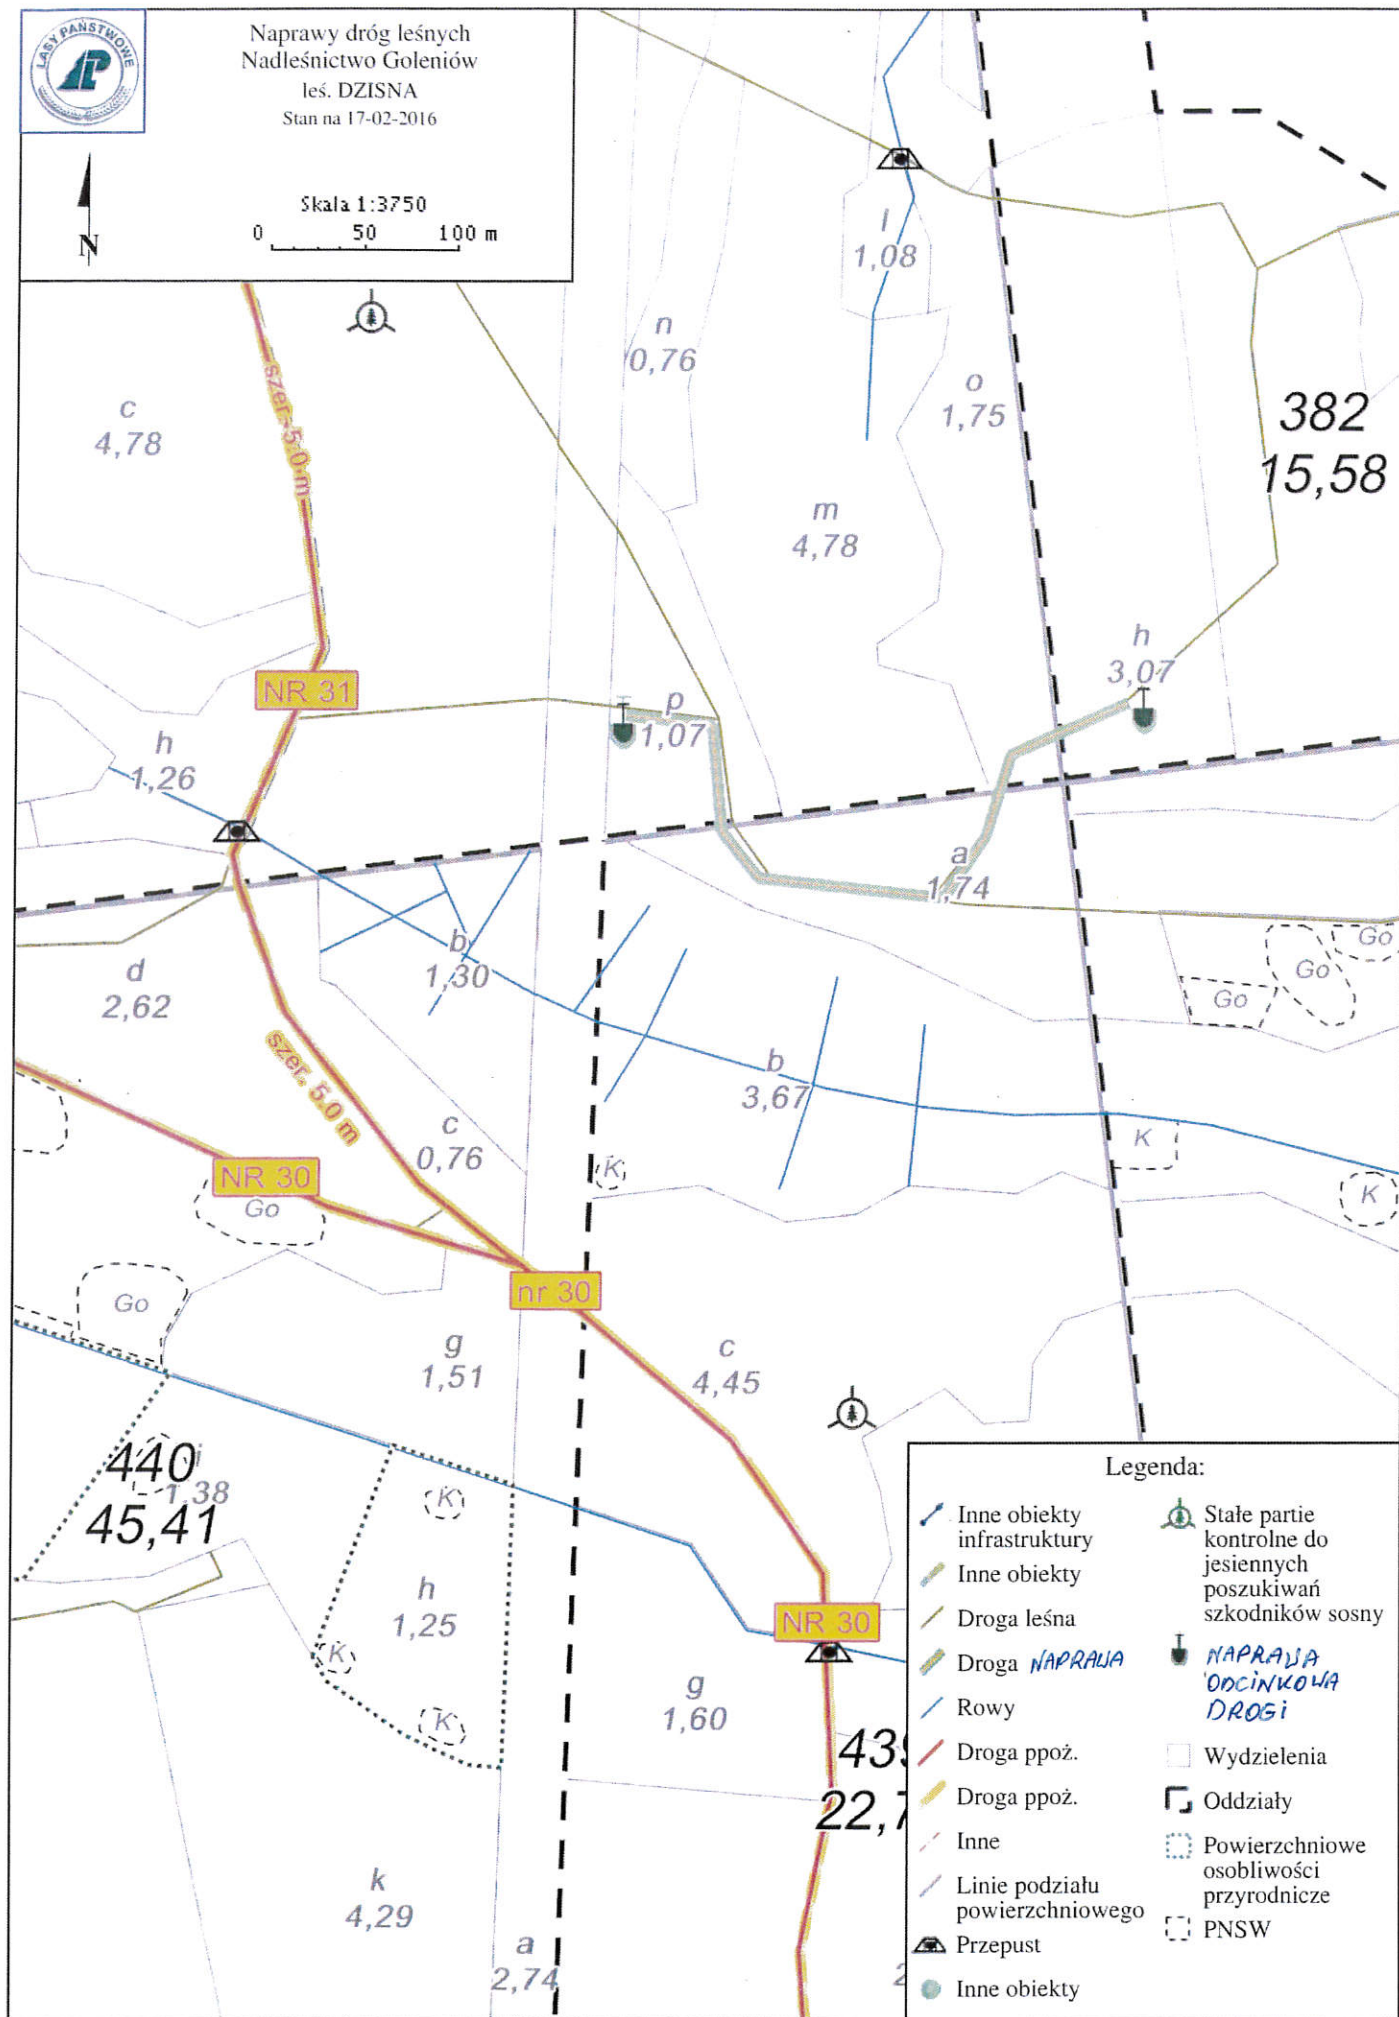 LASY PAŃSTWOWE
LP
Naprawy dróg leśnych
Nadleśnictwo Goleniów
leś. DZISNA
Stan na 17-02-2016
N
Skala 1:3750
0 50 100 m
l
1,08
n
0,76
szer. 5.0 m
c
4,78
o
1,75
382
15,58
m
4,78
h
3,07
NR 31
p
1,07
h
1,26
a
1,74
b
1,30
d
2,62
Go
Go
Go
szer. 5.0 m
b
3,67
c
0,76
K
K
K
NR 30
Go
nr 30
Go
g
1,51
c
4,45
440
i
1,38
45,41
K
h
1,25
K
K
NR 30
g
1,60
439
22,7
k
4,29
a
2,74
2
Legenda:
Inne obiekty
infrastruktury
Inne obiekty
Droga leśna
Droga NAPRAWA
Rowy
Droga ppoż.
Droga ppoż.
Inne
Linie podziału
powierzchniowego
Przepust
Inne obiekty
Stałe partie
kontrolne do
jesiennych
poszukiwań
szkodników sosny
NAPRAWA
ODCINKOWA
DROGI
Wydzielenia
Oddziały
Powierzchniowe
osobliwości
przyrodnicze
PNSW